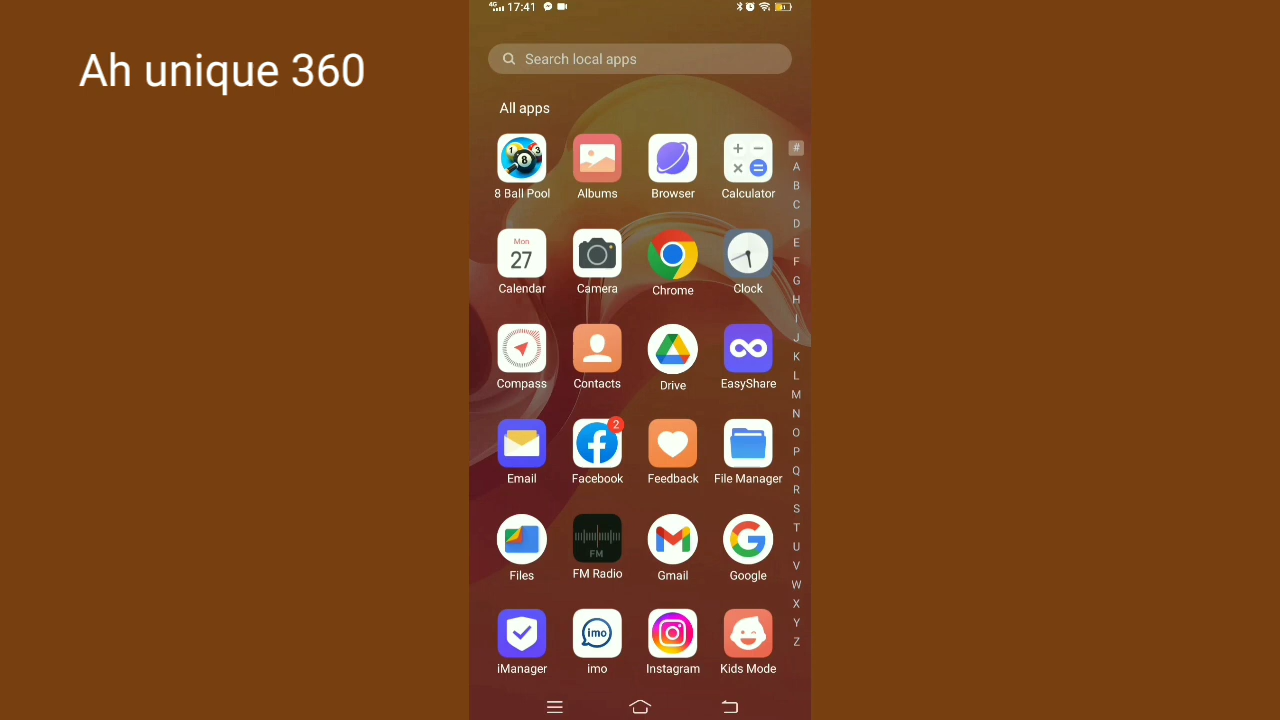 Ah unique 360
4G 17:41
Search local apps
All apps
8 Ball Pool Albums Browser Calculator
Mon
27
Calendar Camera Chrome Clock
Compass Contacts Drive EasyShare
2
Email Facebook Feedback File Manager
FM
Files FM Radio Gmail Google
imo
iManager imo Instagram Kids Mode
#
A
B
C
D
E
F
G
H
I
J
K
L
M
N
O
P
Q
R
S
T
U
V
W
X
Y
Z